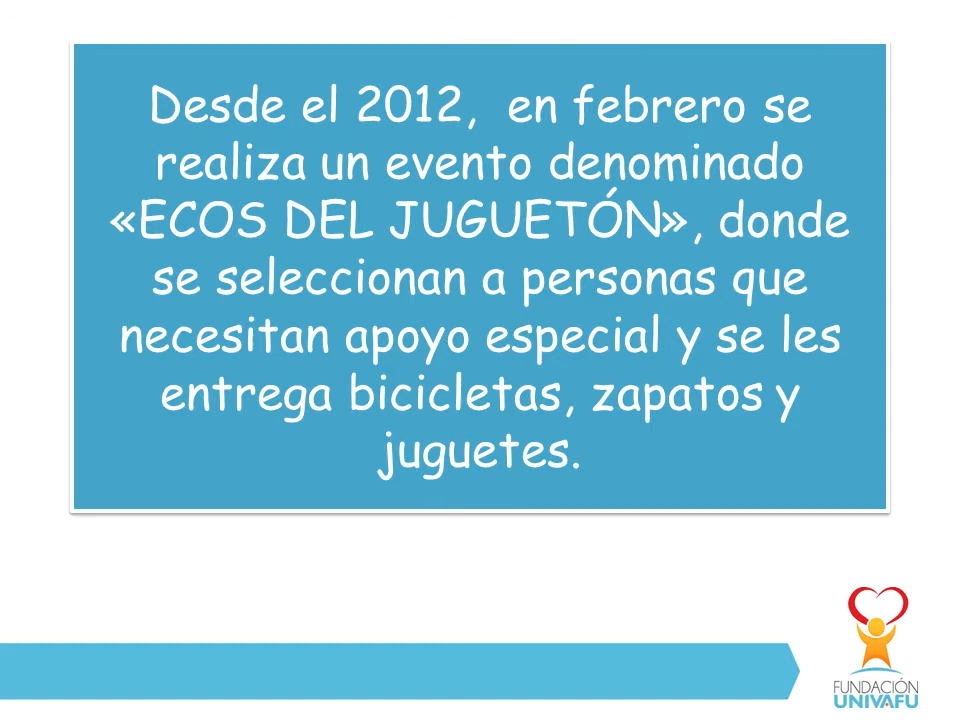 Desde el 2012,  en febrero se
realiza un evento denominado
«ECOS DEL JUGUETÓN», donde
se seleccionan a personas que
necesitan apoyo especial y se les
entrega bicicletas, zapatos y
juguetes.
FUNDACIÓN
UNIVAFU